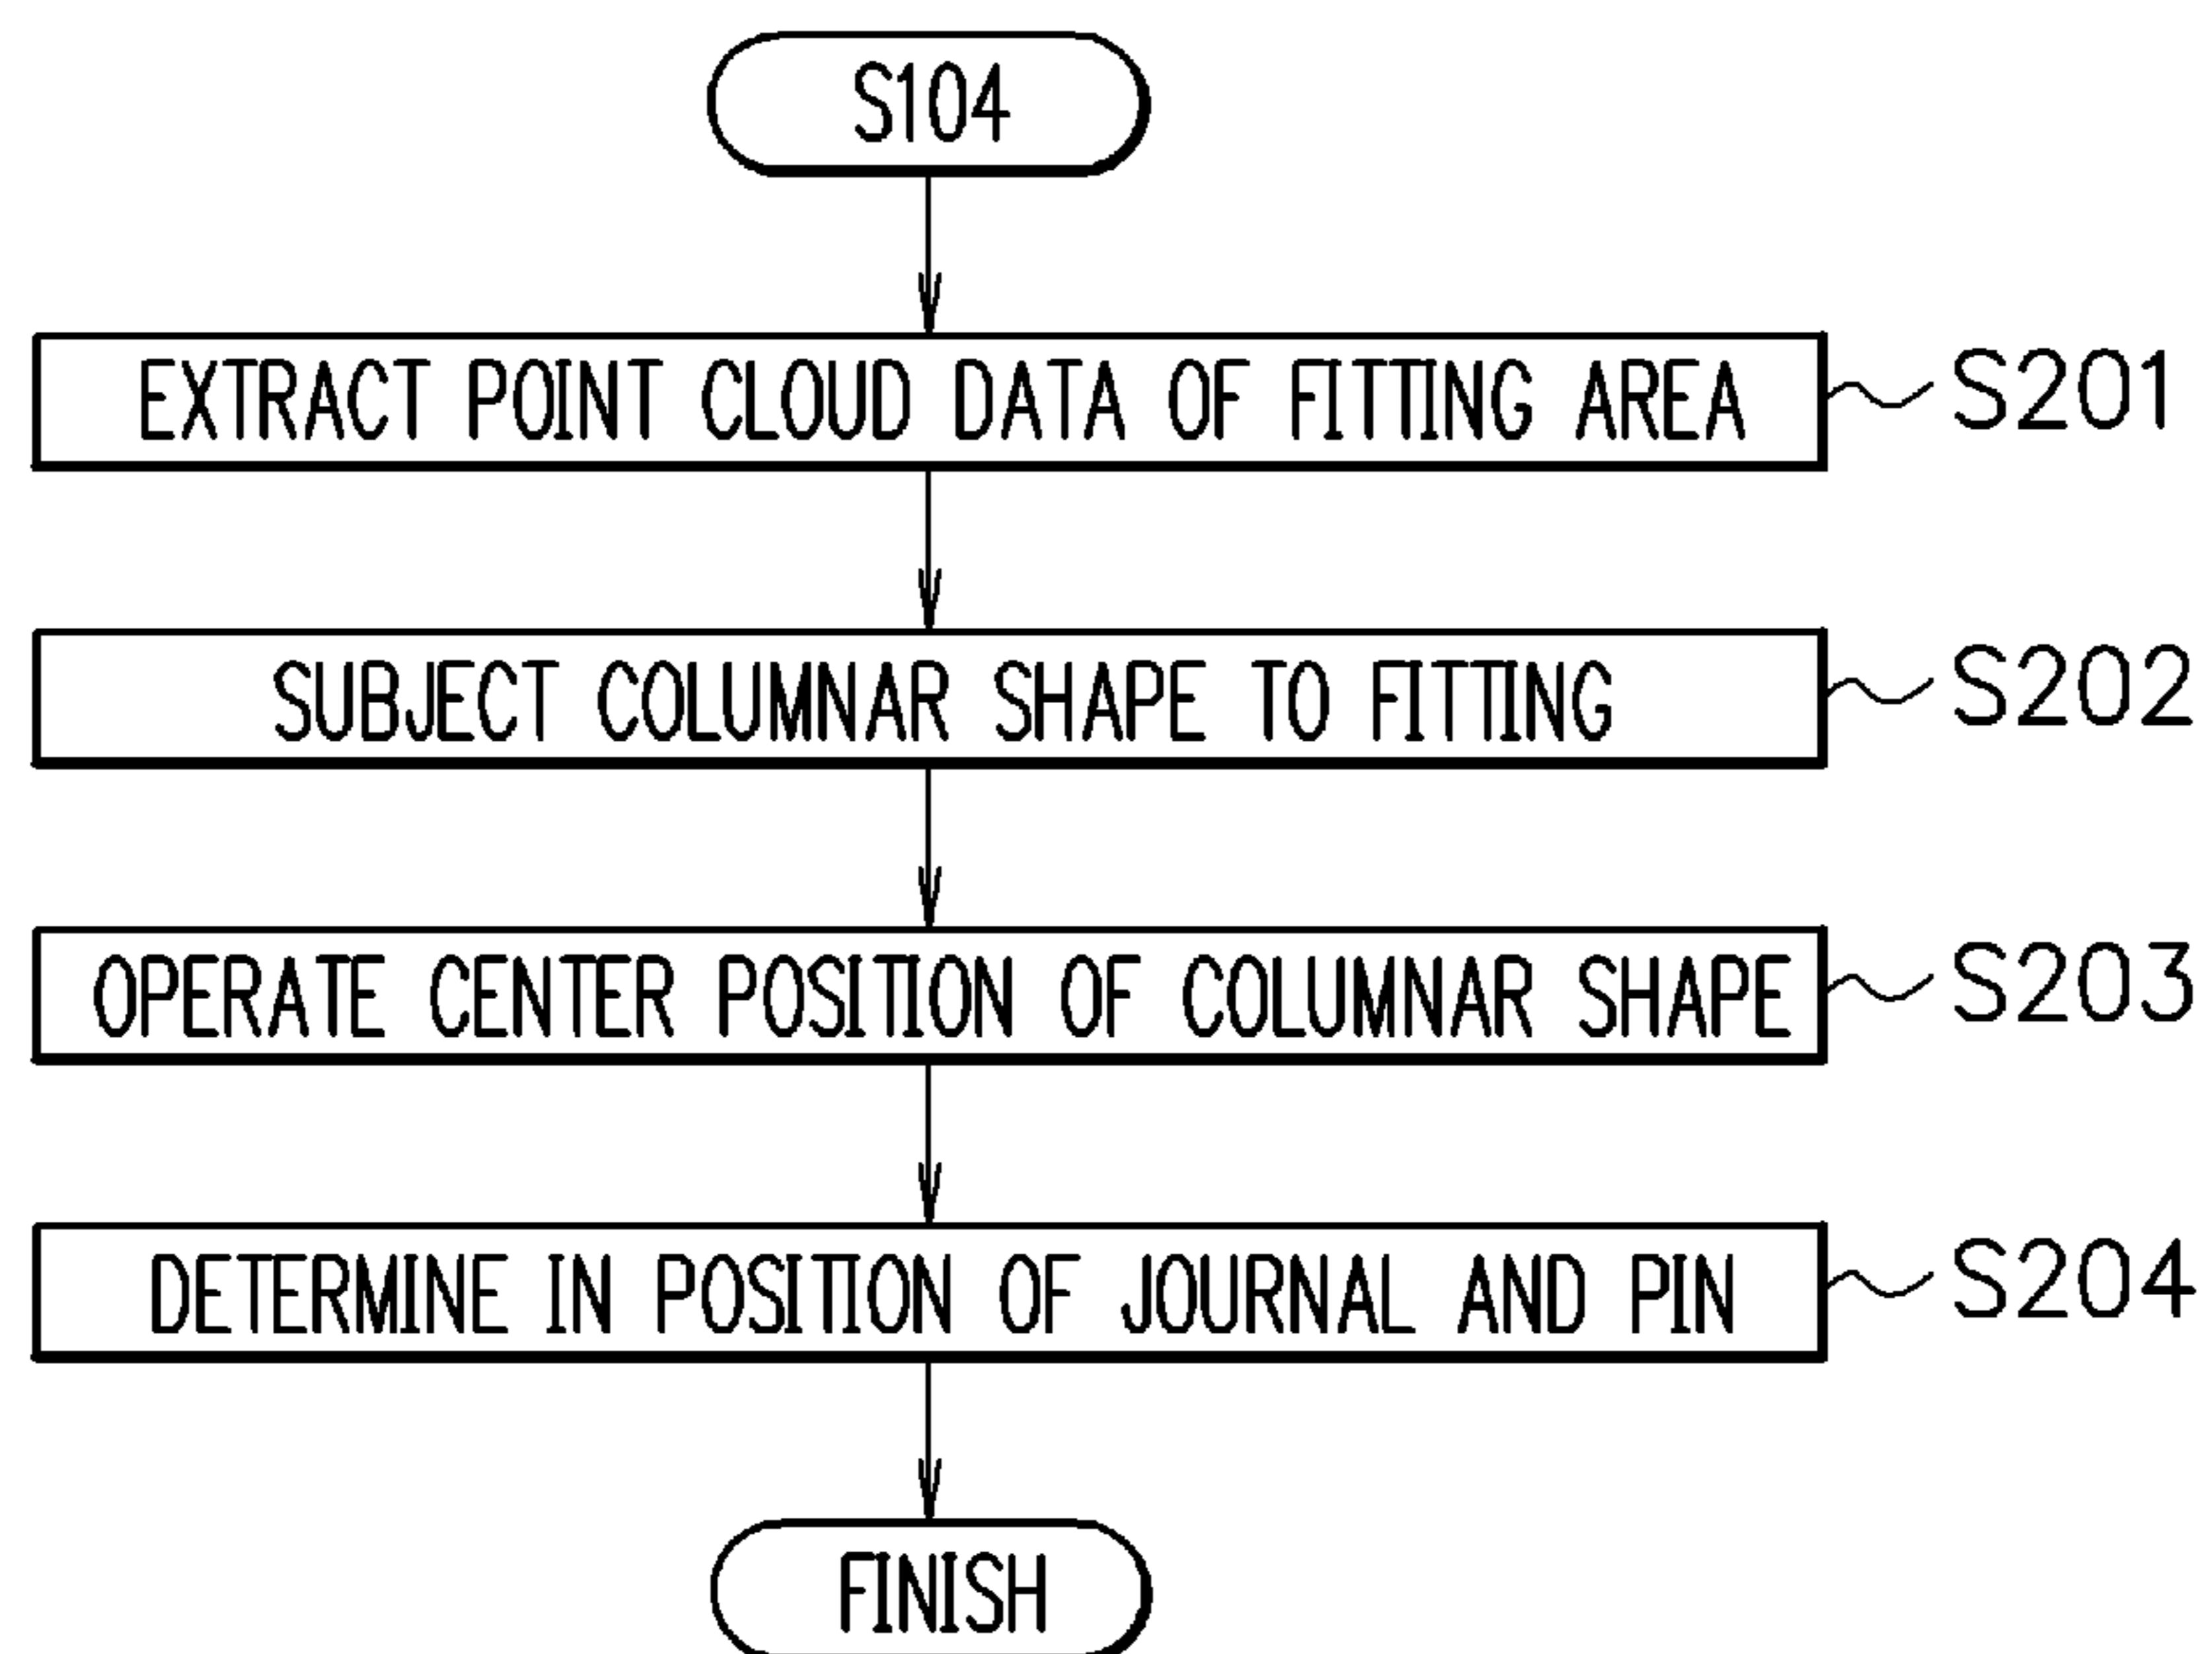 S104
EXTRACT POINT CLOUD DATA OF FITTING AREA S201
SUBJECT COLUMNAR SHAPE TO FITTING S202
OPERATE CENTER POSITION OF COLUMNAR SHAPE S203
DETERMINE IN POSITION OF JOURNAL AND PIN S204
FINISH